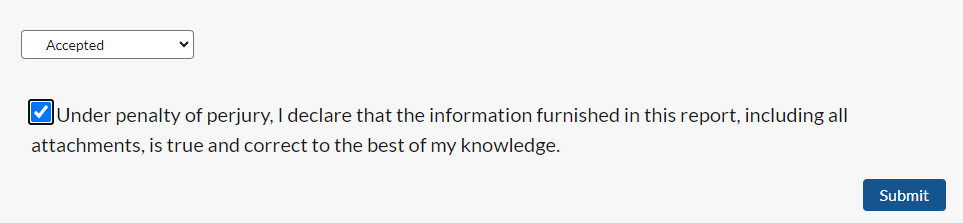 Accepted
Under penalty of perjury, I declare that the information furnished in this report, including all
attachments, is true and correct to the best of my knowledge.
Submit